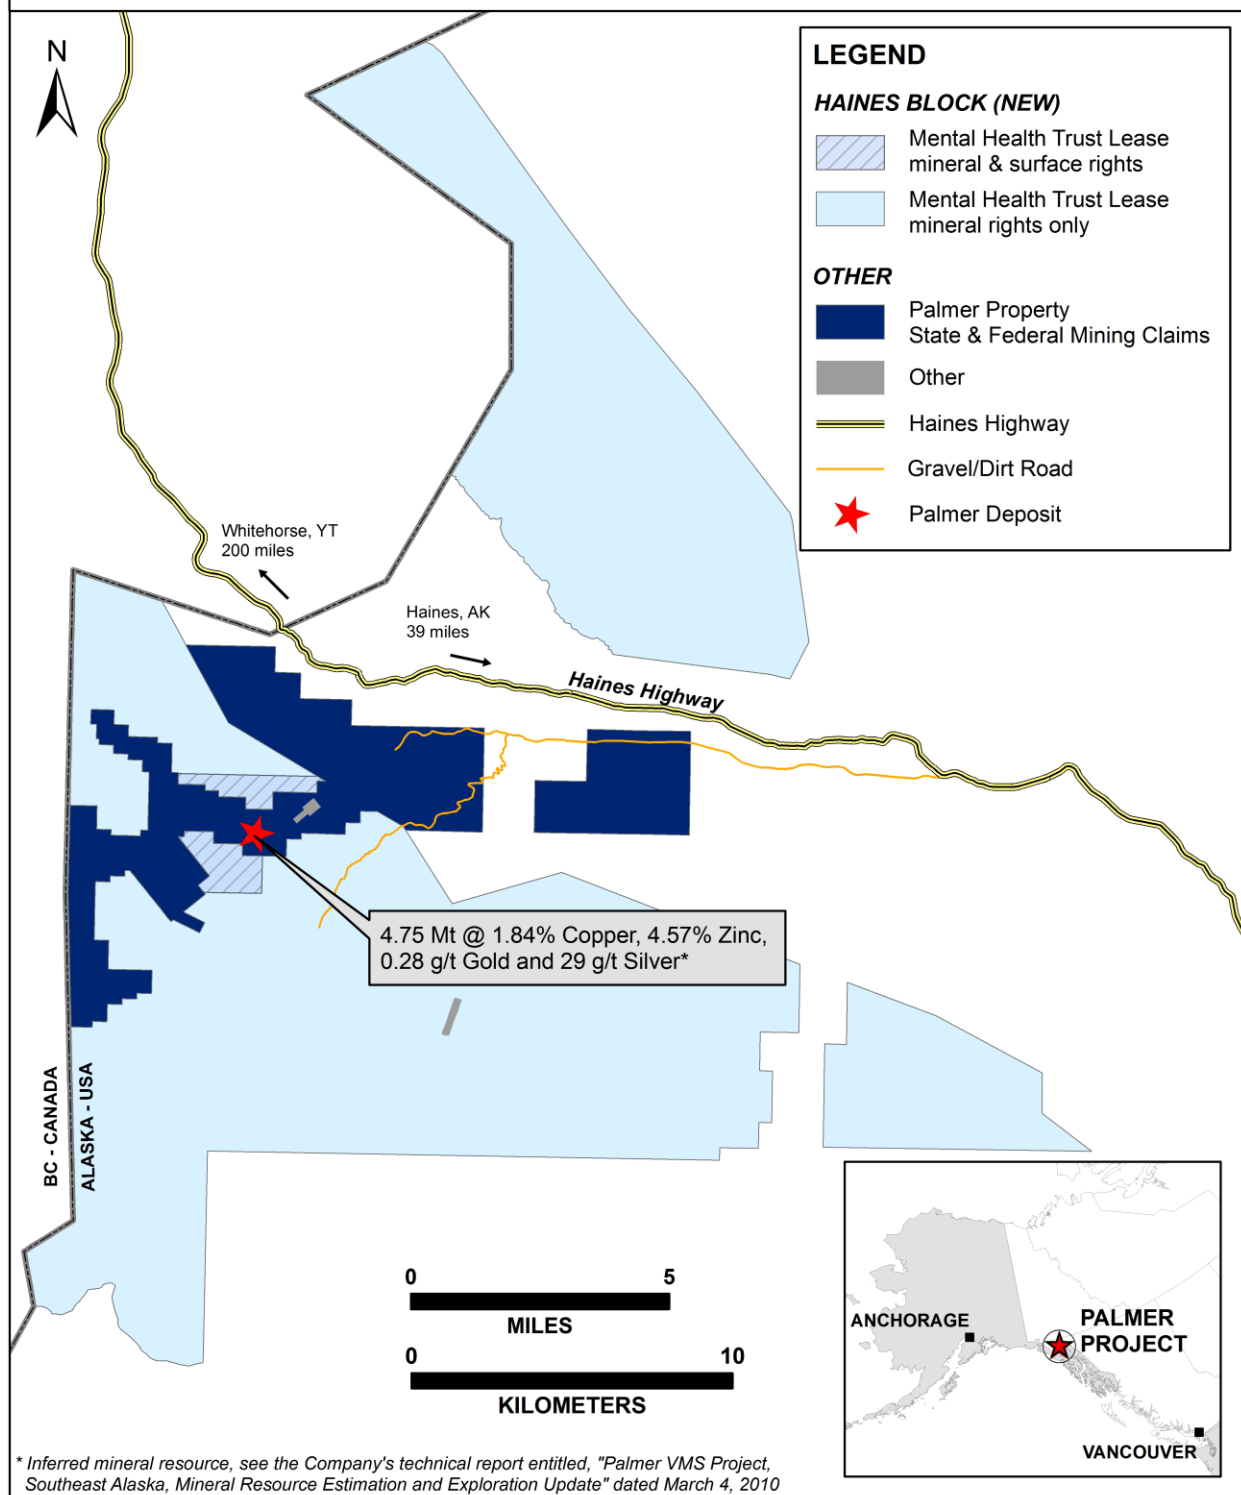 N
LEGEND
HAINES BLOCK (NEW)
Mental Health Trust Lease
mineral & surface rights
Mental Health Trust Lease
mineral rights only
OTHER
Palmer Property
State & Federal Mining Claims
Other
Haines Highway
Gravel/Dirt Road
Palmer Deposit
Whitehorse, YT
200 miles
Haines, AK
39 miles
Haines Highway
4.75 Mt @ 1.84% Copper, 4.57% Zinc,
0.28 g/t Gold and 29 g/t Silver*
BC - CANADA
ALASKA - USA
0 5
MILES
0 10
KILOMETERS
ANCHORAGE
PALMER
PROJECT
VANCOUVER
* Inferred mineral resource, see the Company's technical report entitled, "Palmer VMS Project,
Southeast Alaska, Mineral Resource Estimation and Exploration Update" dated March 4, 2010